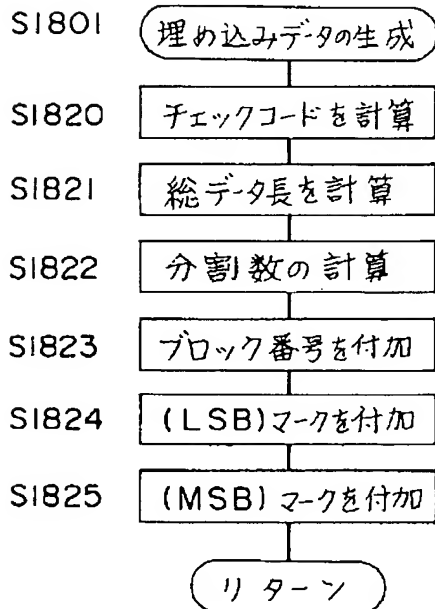 S1801 埋め込みデータの生成
S1820 チェックコードを計算
S1821 総データ長を計算
S1822 分割数の計算
S1823 ブロック番号を付加
S1824 (LSB)マークを付加
S1825 (MSB)マークを付加
リターン